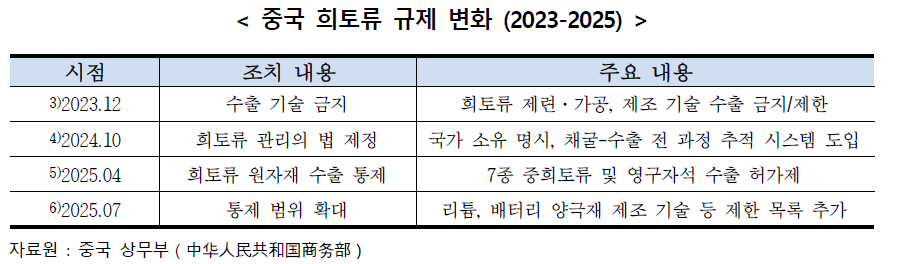 < 중국 희토류 규제 변화 (2023-2025) >
시점 조치 내용 주요 내용
3)2023.12 수출 기술 금지 희토류 제련·가공, 제조 기술 수출 금지/제한
4)2024.10 희토류 관리의 법 제정 국가 소유 명시, 채굴-수출 전 과정 추적 시스템 도입
5)2025.04 희토류 원자재 수출 통제 7종 중희토류 및 영구자석 수출 허가제
6)2025.07 통제 범위 확대 리튬, 배터리 양극재 제조 기술 등 제한 목록 추가
자료원 : 중국 상무부 ( 中华人民共和国商务部 )